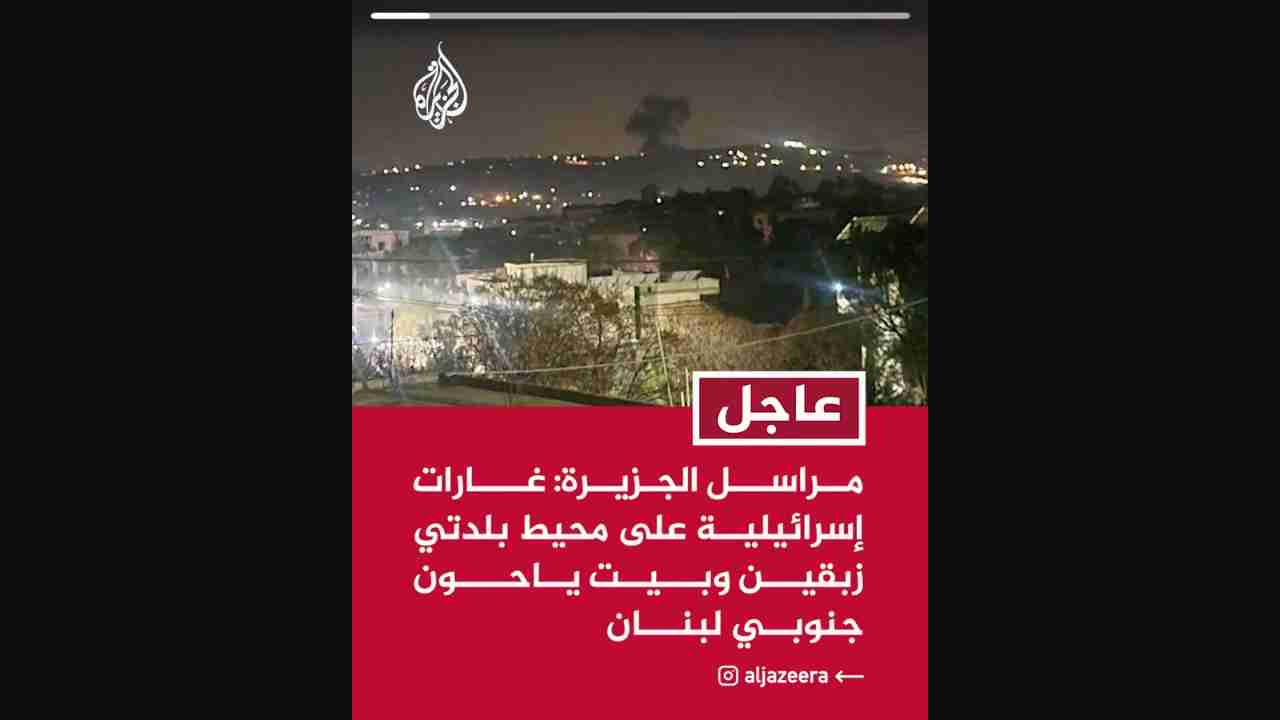 الجزيرة
عاجل
مراسل الجزيرة: غارات
إسرائيلية على محيط بلدتي
زبقين وبيت ياحون
جنوبي لبنان
aljazeera